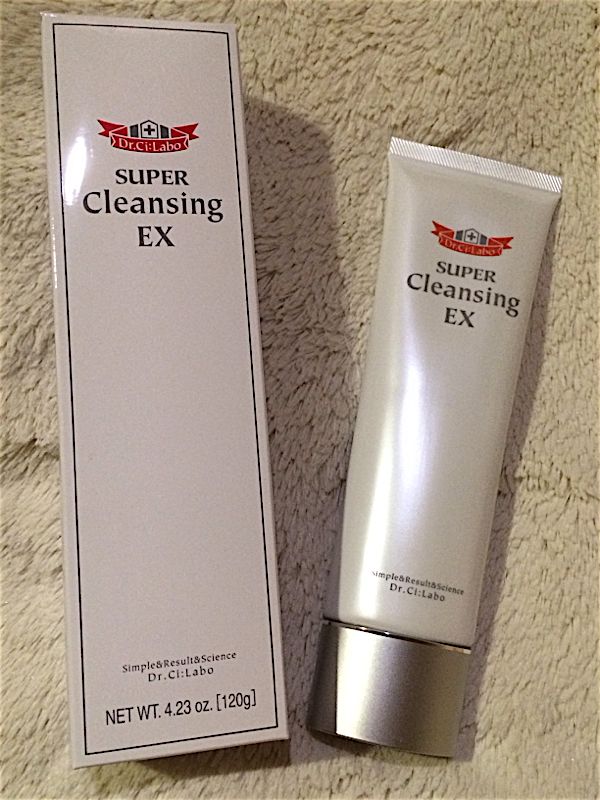 Dr.Ci:Labo
SUPER
Cleansing
EX
Simple&Result&Science
Dr.Ci:Labo
NET WT. 4.23 oz. [120g]
Dr.Ci:Labo
SUPER
Cleansing
EX
Simple&Result&Science
Dr.Ci:Labo